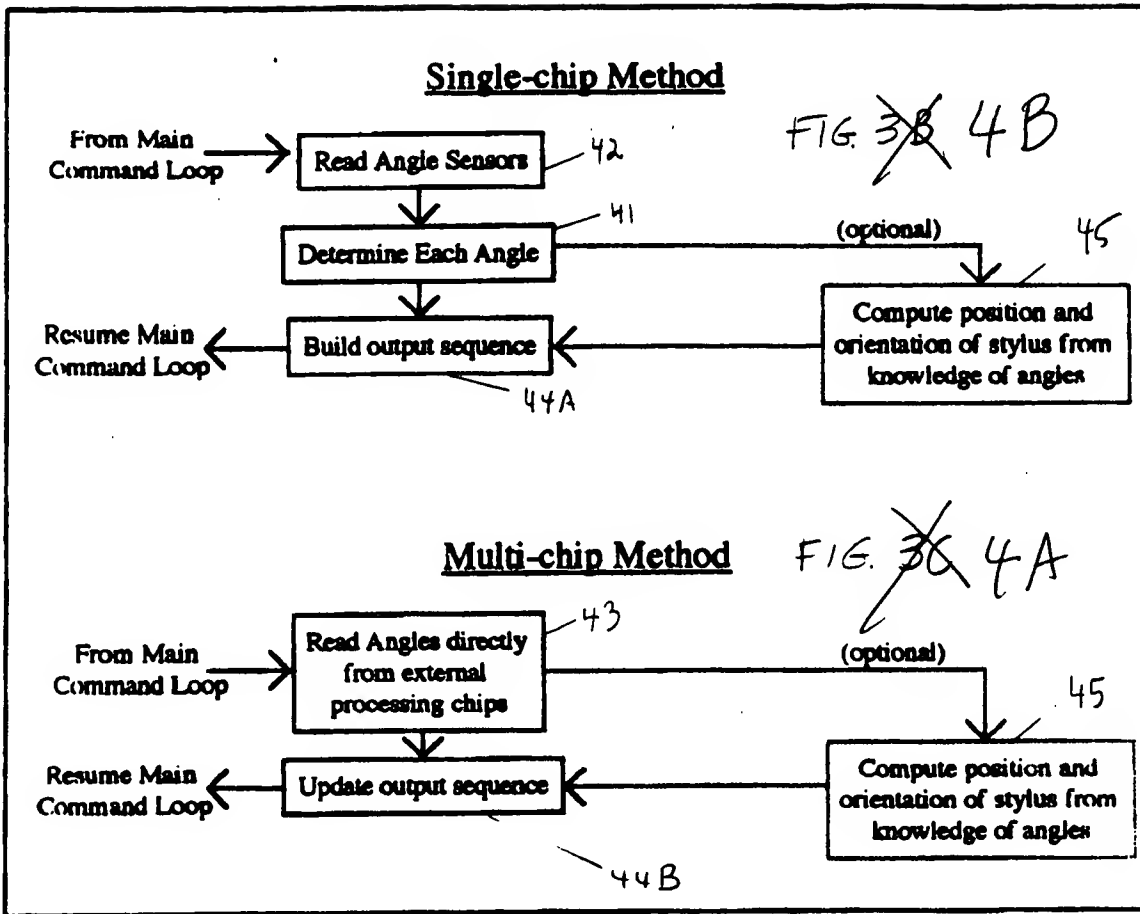 Single-chip Method
FIG. 3B 4B
From Main
Command Loop
Read Angle Sensors
42
41
Determine Each Angle
(optional)
45
Resume Main
Command Loop
Build output sequence
44A
Compute position and
orientation of stylus from
knowledge of angles
Multi-chip Method
FIG. 3C 4A
43
From Main
Command Loop
Read Angles directly
from external
processing chips
(optional)
45
Resume Main
Command Loop
Update output sequence
44B
Compute position and
orientation of stylus from
knowledge of angles